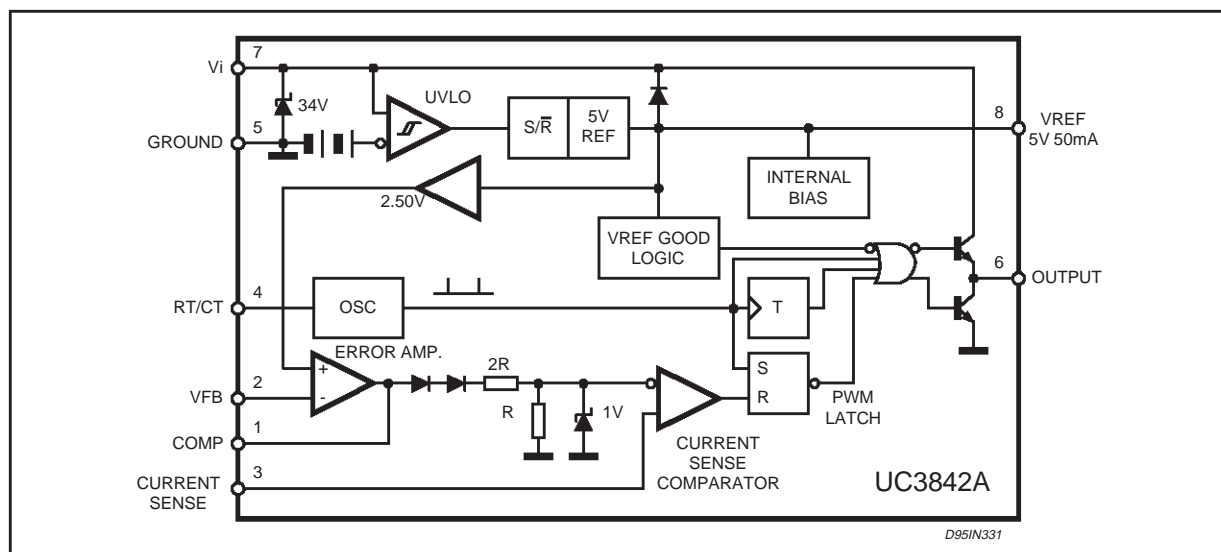 7
Vi
34V
UVLO
S/R̅
5V
REF
8
VREF
5V 50mA
5
GROUND
INTERNAL
BIAS
2.50V
VREF GOOD
LOGIC
6
OUTPUT
4
RT/CT
OSC
T
ERROR AMP.
2R
+
-
2
VFB
R
1V
S
R
PWM
LATCH
1
COMP
CURRENT
SENSE
COMPARATOR
3
CURRENT
SENSE
UC3842A
D95IN331